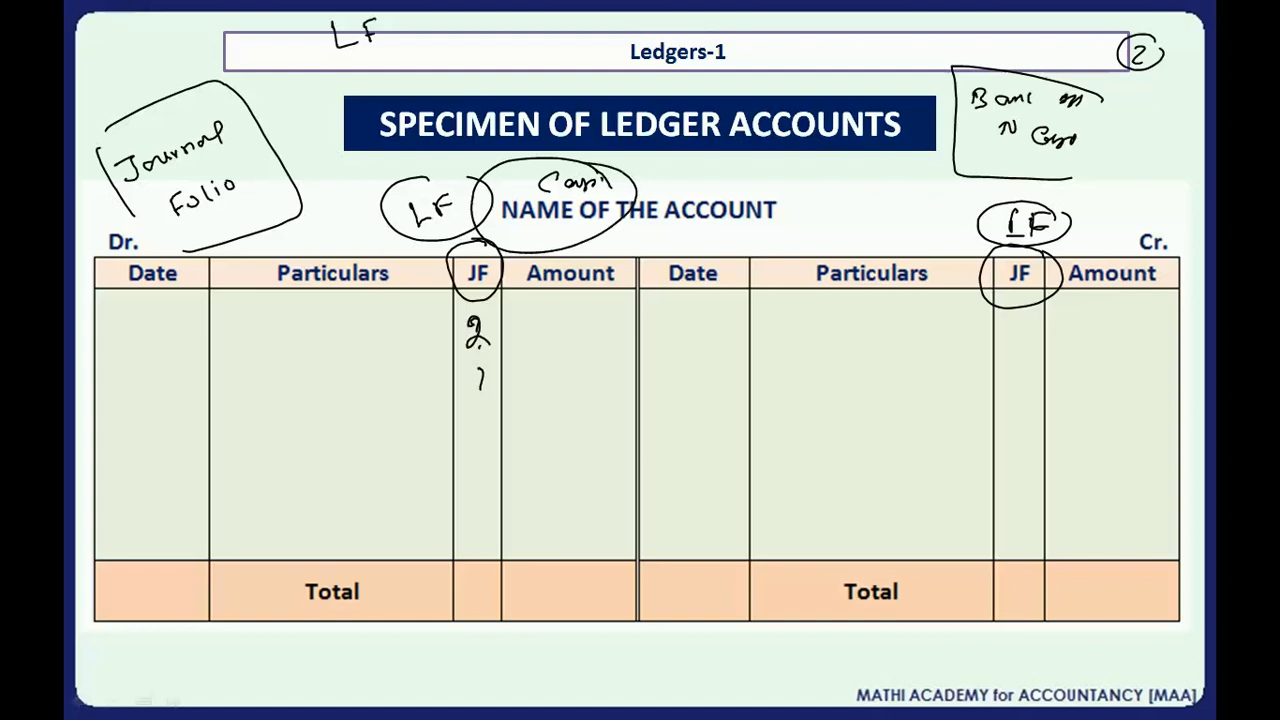 LF
Ledgers-1
2
SPECIMEN OF LEDGER ACCOUNTS
Journal
Folio
LF
NAME OF THE ACCOUNT
LF
Dr.
Cr.
Date Particulars JF Amount Date Particulars JF Amount
2.
Total Total
MATHI ACADEMY for ACCOUNTANCY [MAA]